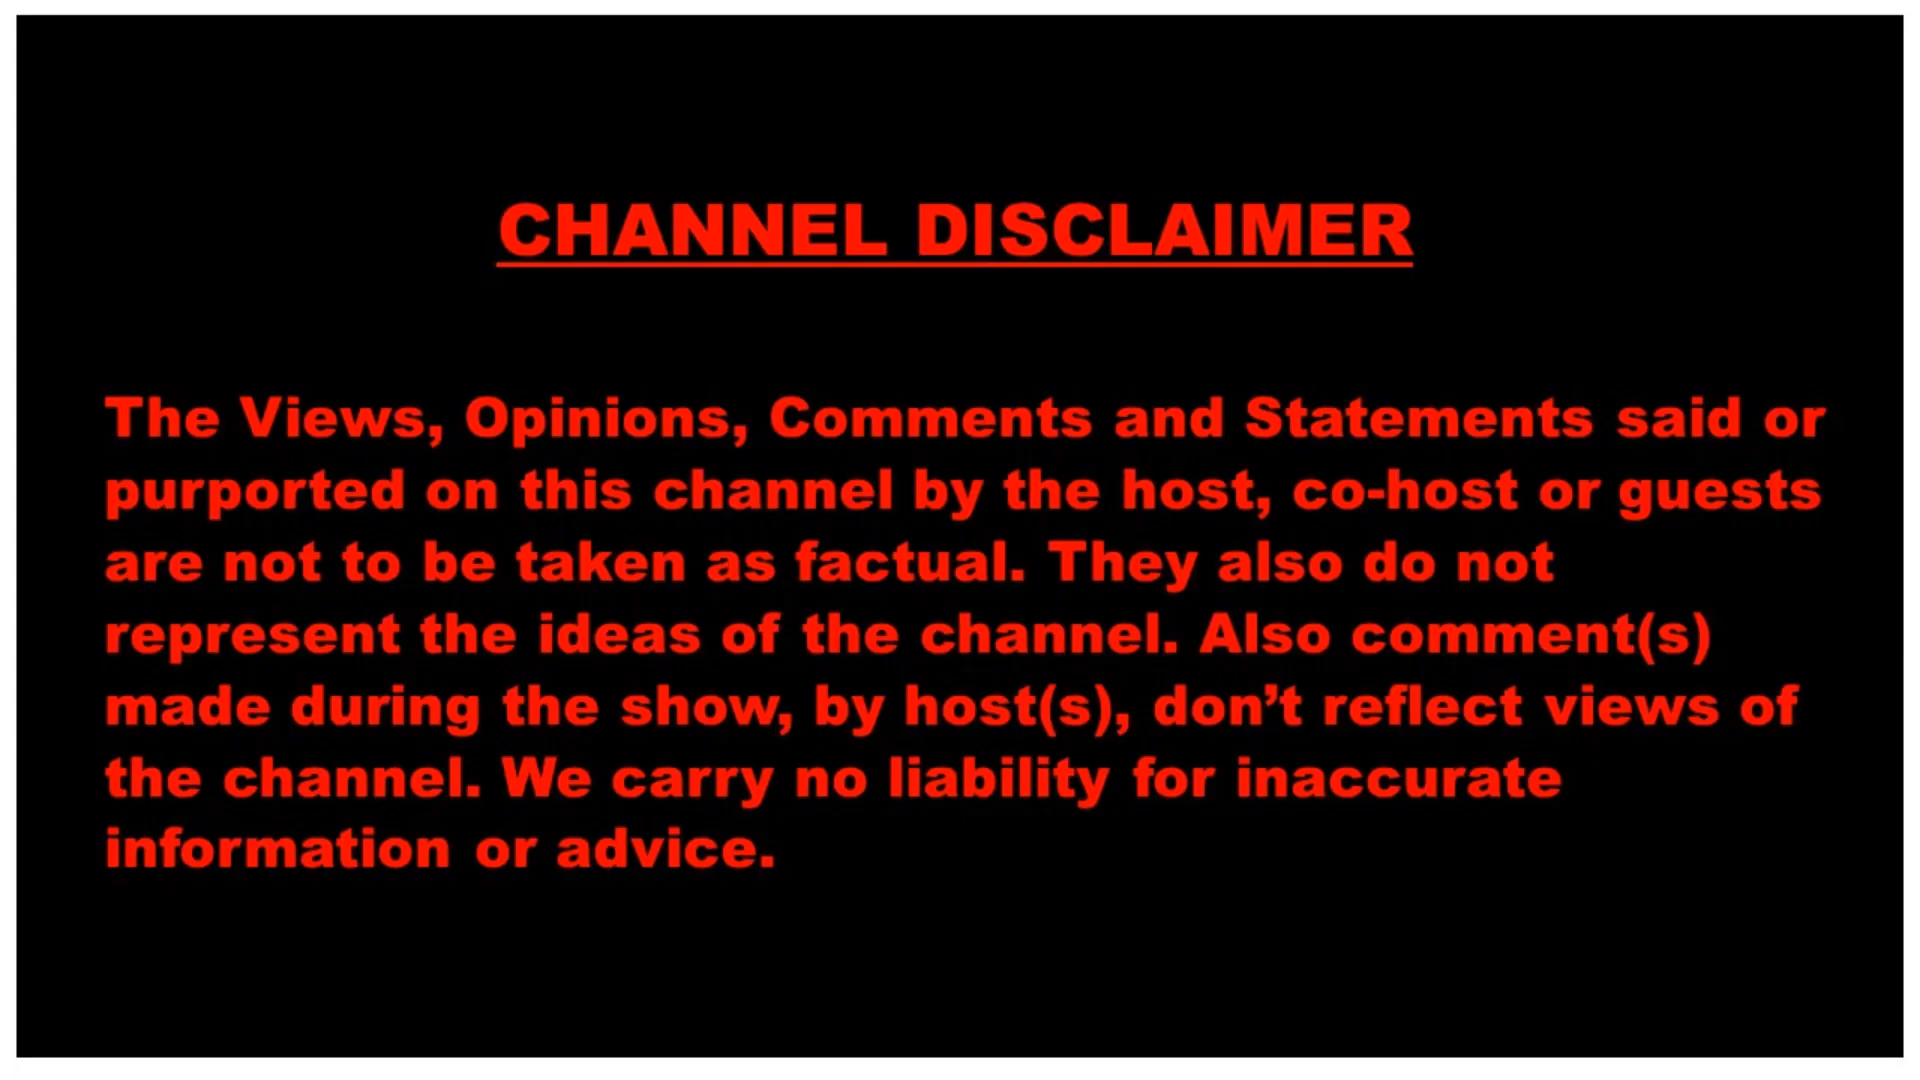 CHANNEL DISCLAIMER
The Views, Opinions, Comments and Statements said or
purported on this channel by the host, co-host or guests
are not to be taken as factual. They also do not
represent the ideas of the channel. Also comment(s)
made during the show, by host(s), don’t reflect views of
the channel. We carry no liability for inaccurate
information or advice.